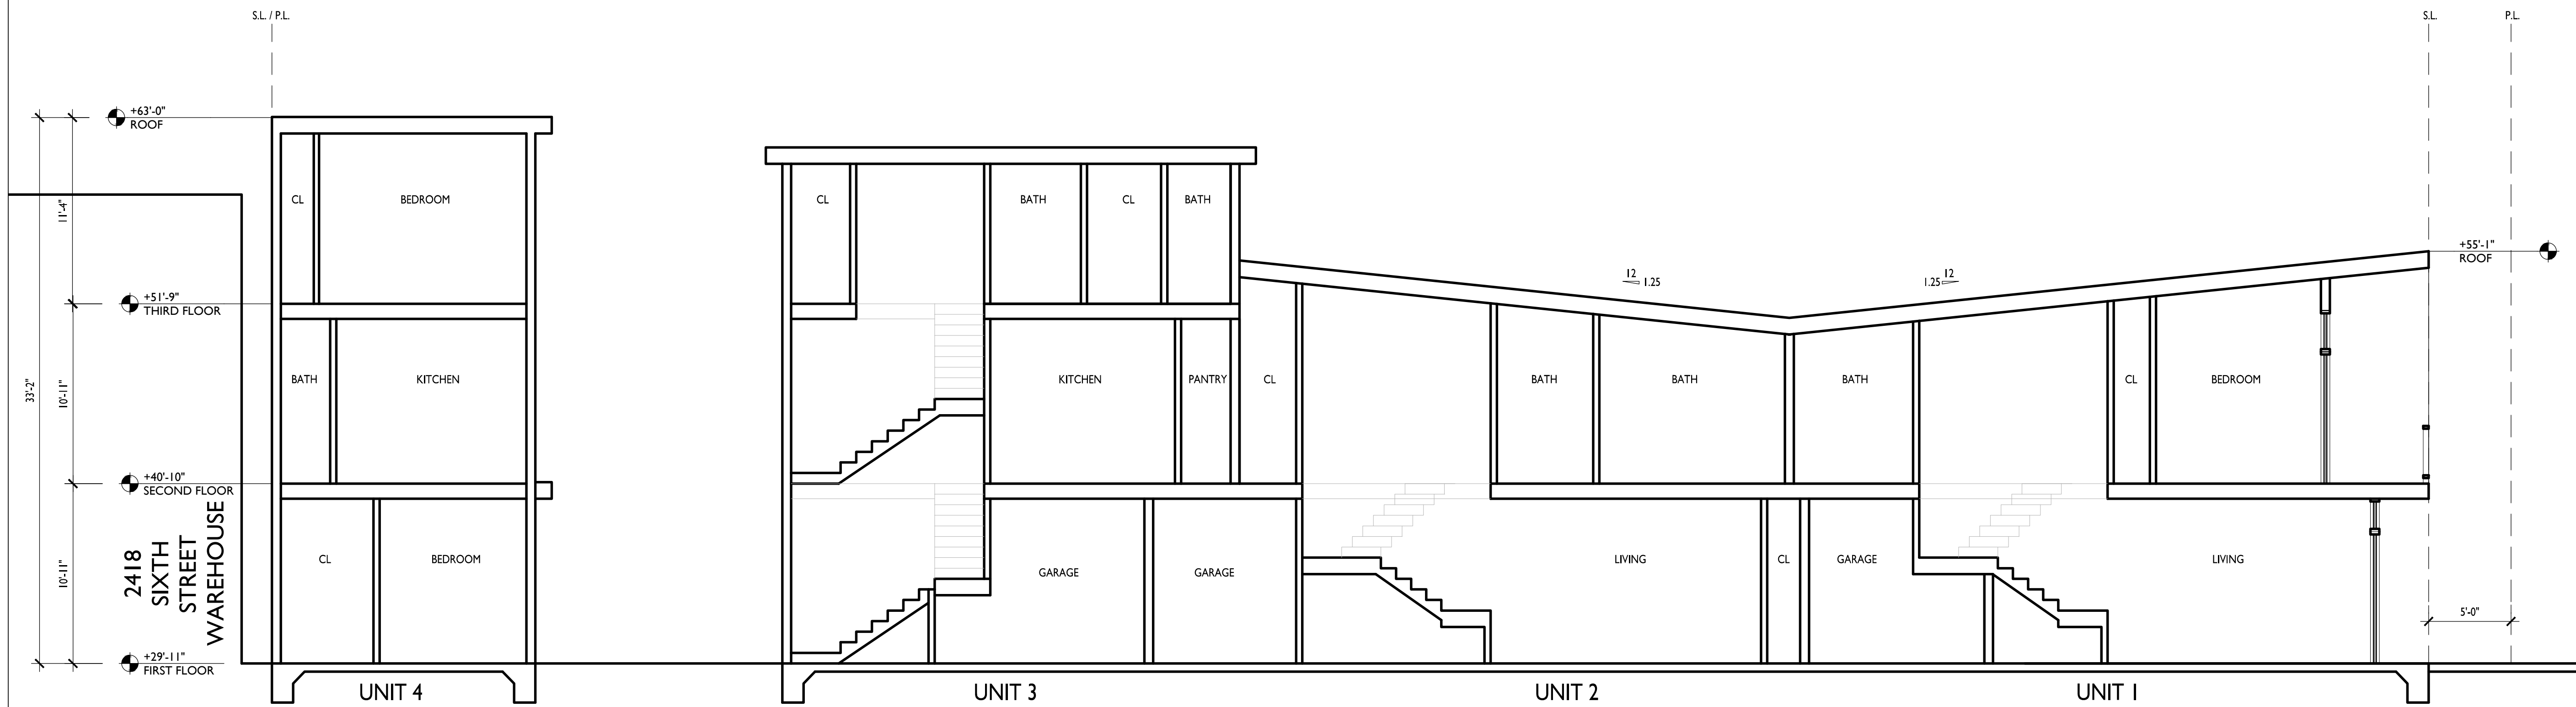 S.L. / P.L.
S.L.
P.L.
+63'-0"
ROOF
11'-4"
CL
BEDROOM
CL
BATH
CL
BATH
+55'-1"
ROOF
12
1.25
12
1.25
+51'-9"
THIRD FLOOR
33'-2"
10'-11"
BATH
KITCHEN
KITCHEN
PANTRY
CL
BATH
BATH
BATH
CL
BEDROOM
+40'-10"
SECOND FLOOR
10'-11"
2418
SIXTH
STREET
WAREHOUSE
CL
BEDROOM
GARAGE
GARAGE
LIVING
CL
GARAGE
LIVING
5'-0"
+29'-11"
FIRST FLOOR
UNIT 4
UNIT 3
UNIT 2
UNIT 1